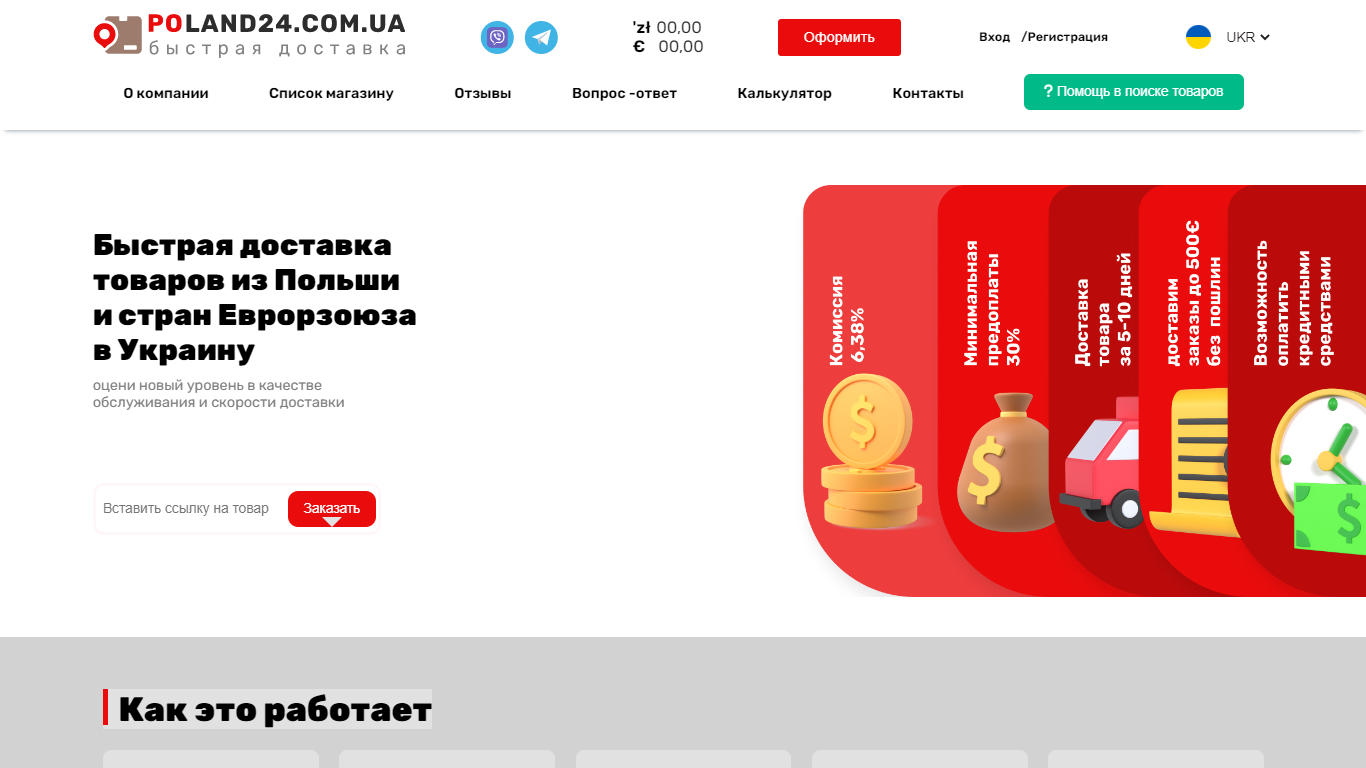 POLAND24.COM.UA
быстрая доставка
'zł 00,00
€ 00,00
Оформить
Вход /Регистрация
UKR
О компании
Список магазину
Отзывы
Вопрос -ответ
Калькулятор
Контакты
? Помощь в поиске товаров
Быстрая доставка
товаров из Польши
и стран Еврорзоюза
в Украину
оцени новый уровень в качестве
обслуживания и скорости доставки
Вставить ссылку на товар
Заказать
Комиссия
6,38%
Минимальная
предоплаты
30%
Доставка
товара
за 5-10 дней
доставим
заказы до 500€
без пошлин
Возможность
оплатить
кредитными
средствами
Как это работает